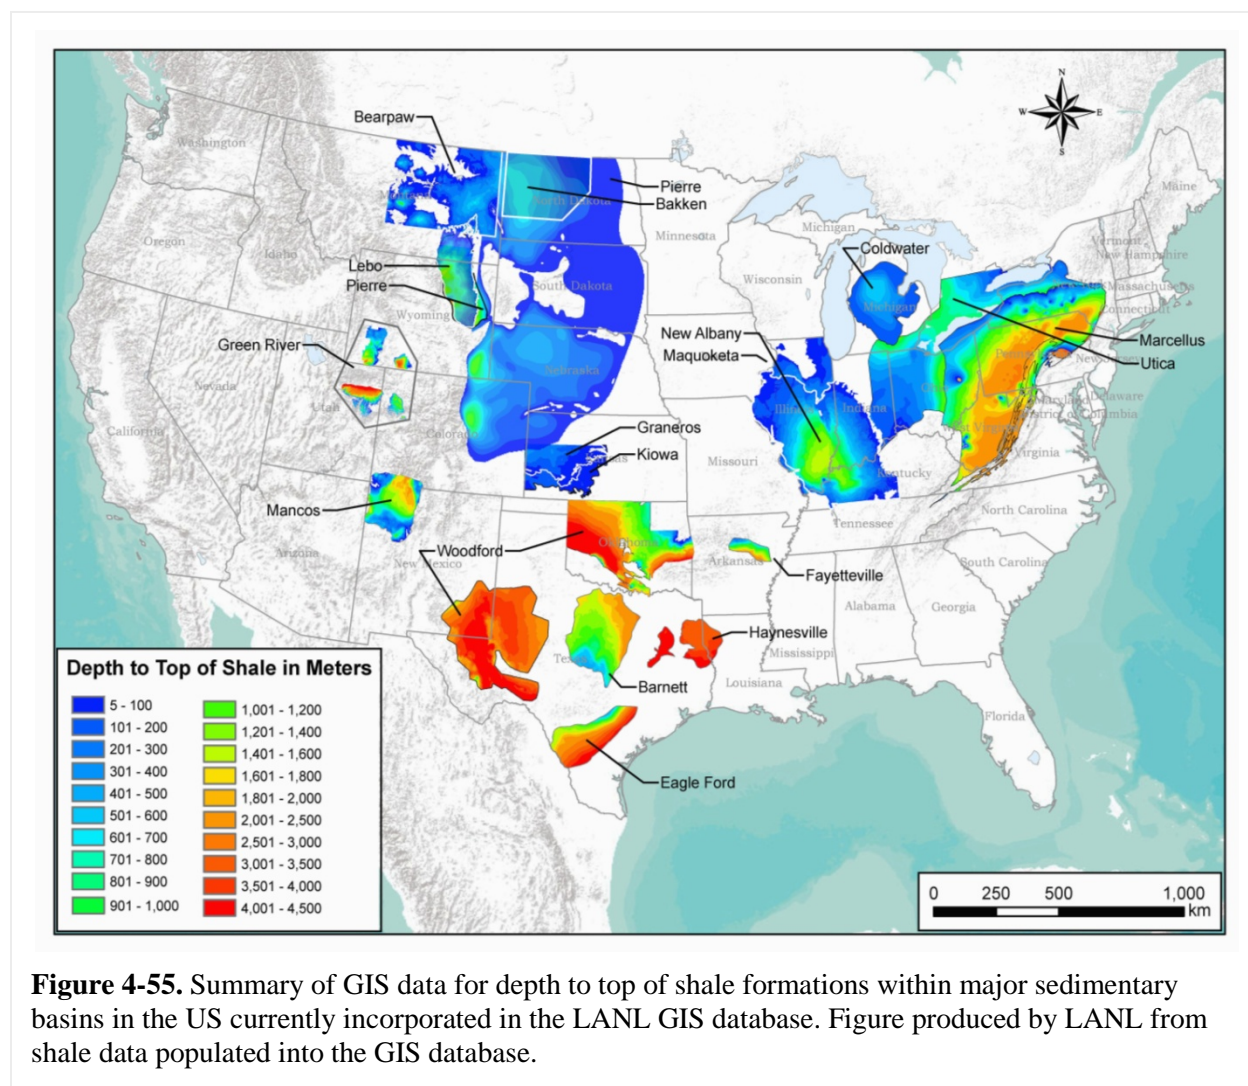 N
W
E
S
Bearpaw
Washington
Montana
North Dakota
Pierre
Bakken
Maine
Minnesota
Michigan
Oregon
Idaho
Lebo
Pierre
Wyoming
South Dakota
Wisconsin
Coldwater
Michigan
Vermont
New Hampshire
Massachusetts
Connecticut
Green River
New Albany
Maquoketa
Marcellus
Utica
Nevada
Utah
Nebraska
New Jersey
Delaware
Maryland
District of Columbia
West Virginia
California
Colorado
Graneros
Kiowa
Illinois
Indiana
Ohio
Virginia
Missouri
Kentucky
Mancos
North Carolina
Tennessee
Woodford
Arizona
New Mexico
Oklahoma
Arkansas
Fayetteville
South Carolina
Alabama
Georgia
Haynesville
Mississippi
Texas
Barnett
Louisiana
Florida
Eagle Ford
Depth to Top of Shale in Meters
5 - 100
101 - 200
201 - 300
301 - 400
401 - 500
501 - 600
601 - 700
701 - 800
801 - 900
901 - 1,000
1,001 - 1,200
1,201 - 1,400
1,401 - 1,600
1,601 - 1,800
1,801 - 2,000
2,001 - 2,500
2,501 - 3,000
3,001 - 3,500
3,501 - 4,000
4,001 - 4,500
0 250 500 1,000
km
Figure 4-55. Summary of GIS data for depth to top of shale formations within major sedimentary
basins in the US currently incorporated in the LANL GIS database. Figure produced by LANL from
shale data populated into the GIS database.